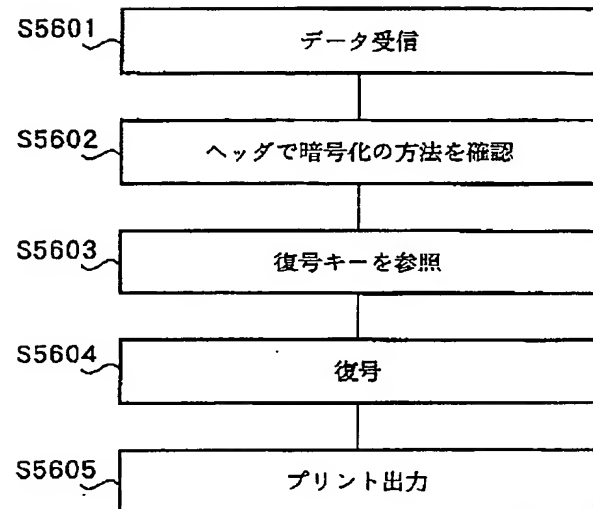 S5601 データ受信
S5602 ヘッダで暗号化の方法を確認
S5603 復号キーを参照
S5604 復号
S5605 プリント出力